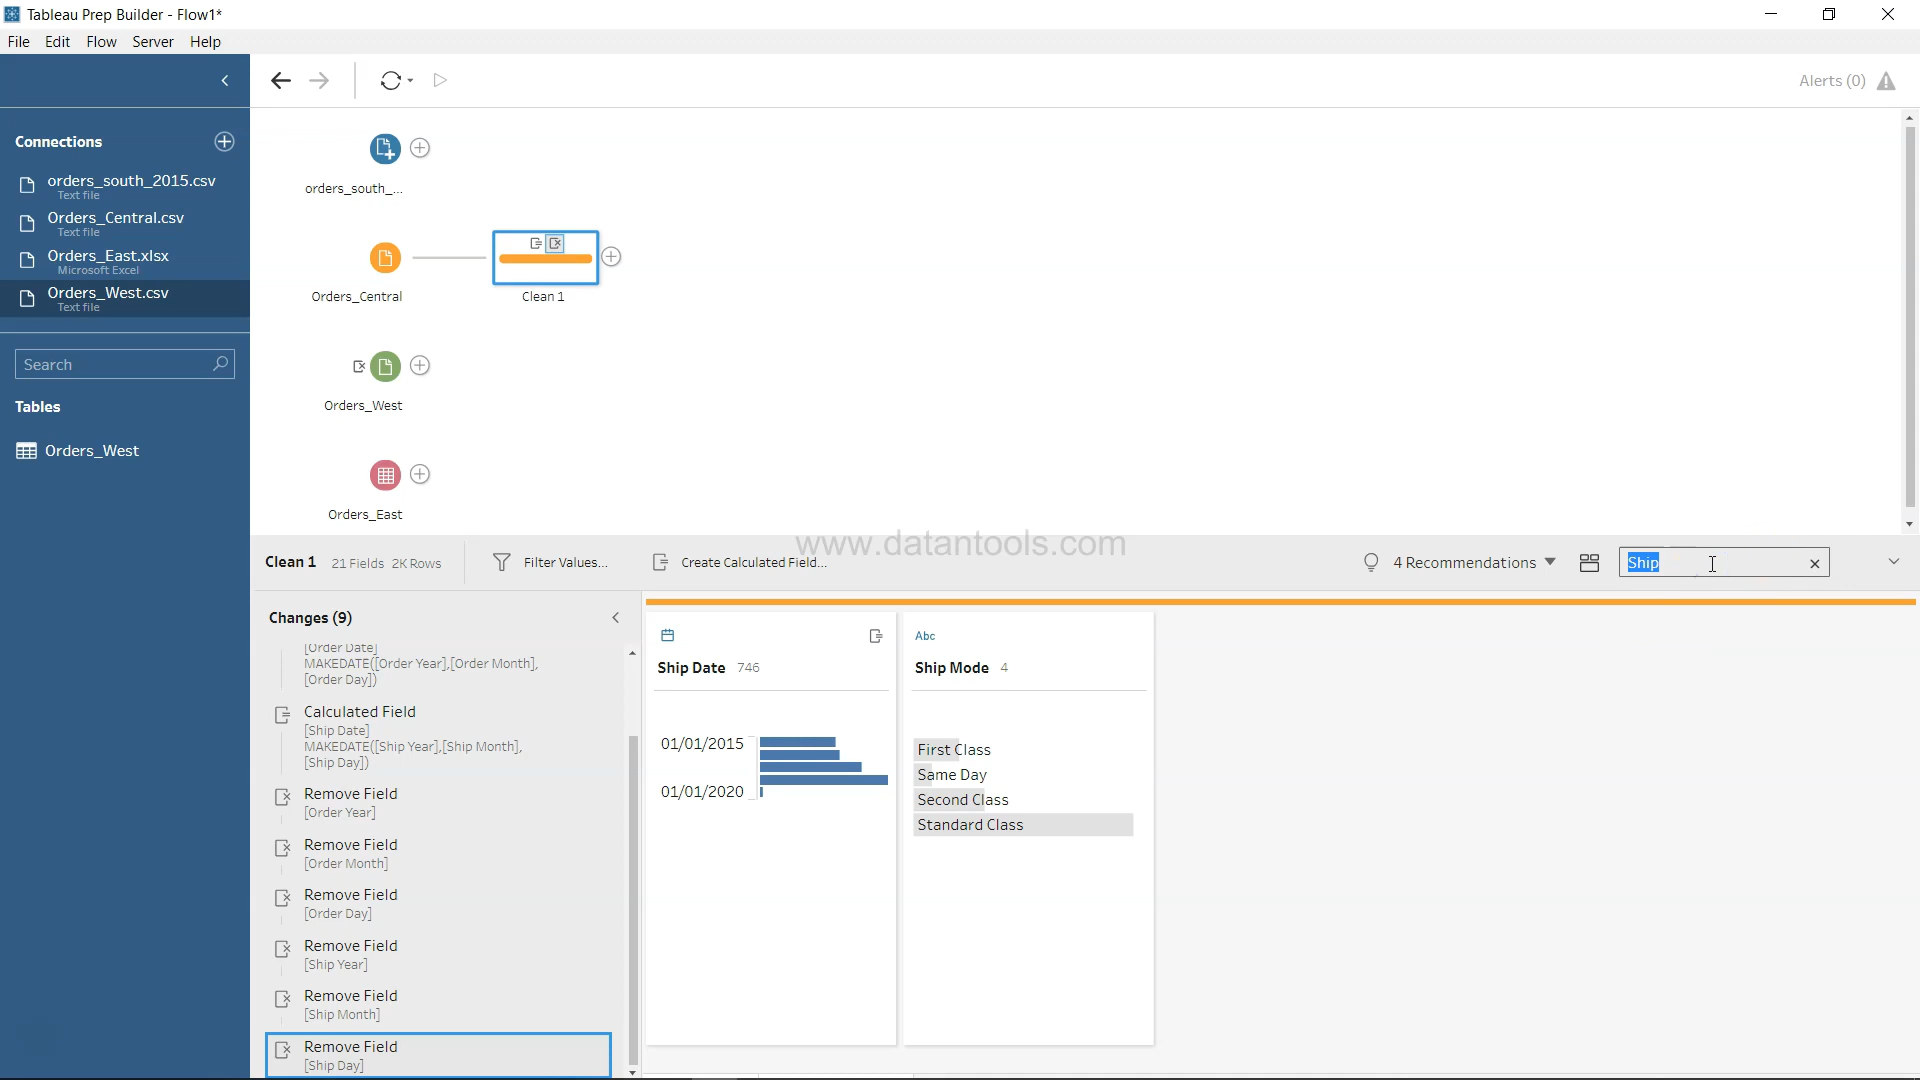 Tableau Prep Builder - Flow1*
File Edit Flow Server Help
Alerts (0)
Connections
orders_south_2015.csv
Text file
Orders_Central.csv
Text file
Orders_East.xlsx
Microsoft Excel
Orders_West.csv
Text file
Search
Tables
Orders_West
orders_south_...
Orders_Central
Clean 1
Orders_West
Orders_East
www.datantools.com
Clean 1 21 Fields 2K Rows
Filter Values...
Create Calculated Field...
4 Recommendations
Ship
Changes (9)
[Order Date]
MAKEDATE([Order Year],[Order Month],
[Order Day])
Calculated Field
[Ship Date]
MAKEDATE([Ship Year],[Ship Month],
[Ship Day])
Remove Field
[Order Year]
Remove Field
[Order Month]
Remove Field
[Order Day]
Remove Field
[Ship Year]
Remove Field
[Ship Month]
Remove Field
[Ship Day]
Ship Date 746
01/01/2015
01/01/2020
Abc
Ship Mode 4
First Class
Same Day
Second Class
Standard Class